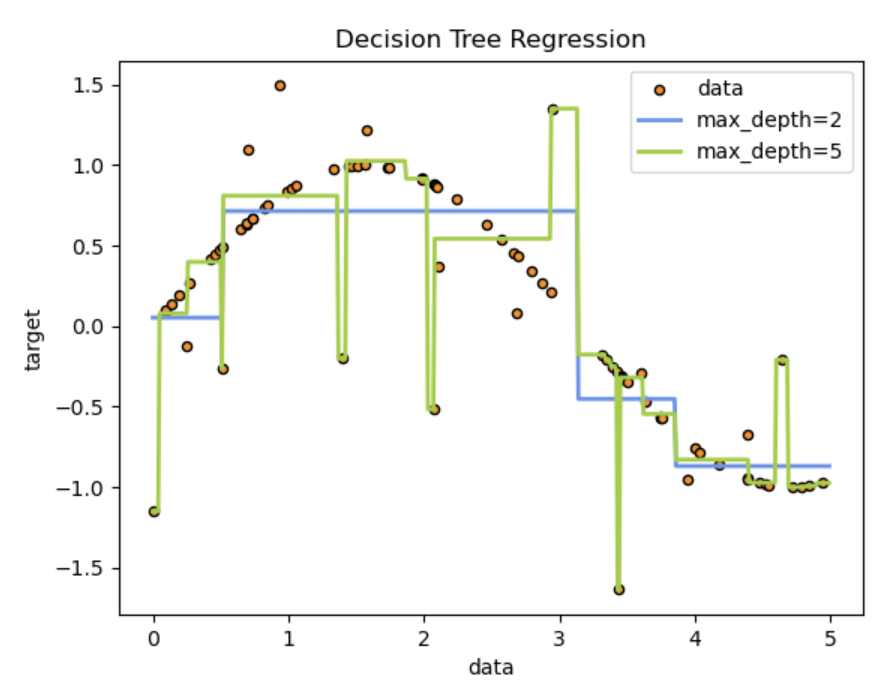 Decision Tree Regression
data
max_depth=2
max_depth=5
1.5
1.0
0.5
0.0
−0.5
−1.0
−1.5
target
0 1 2 3 4 5
data